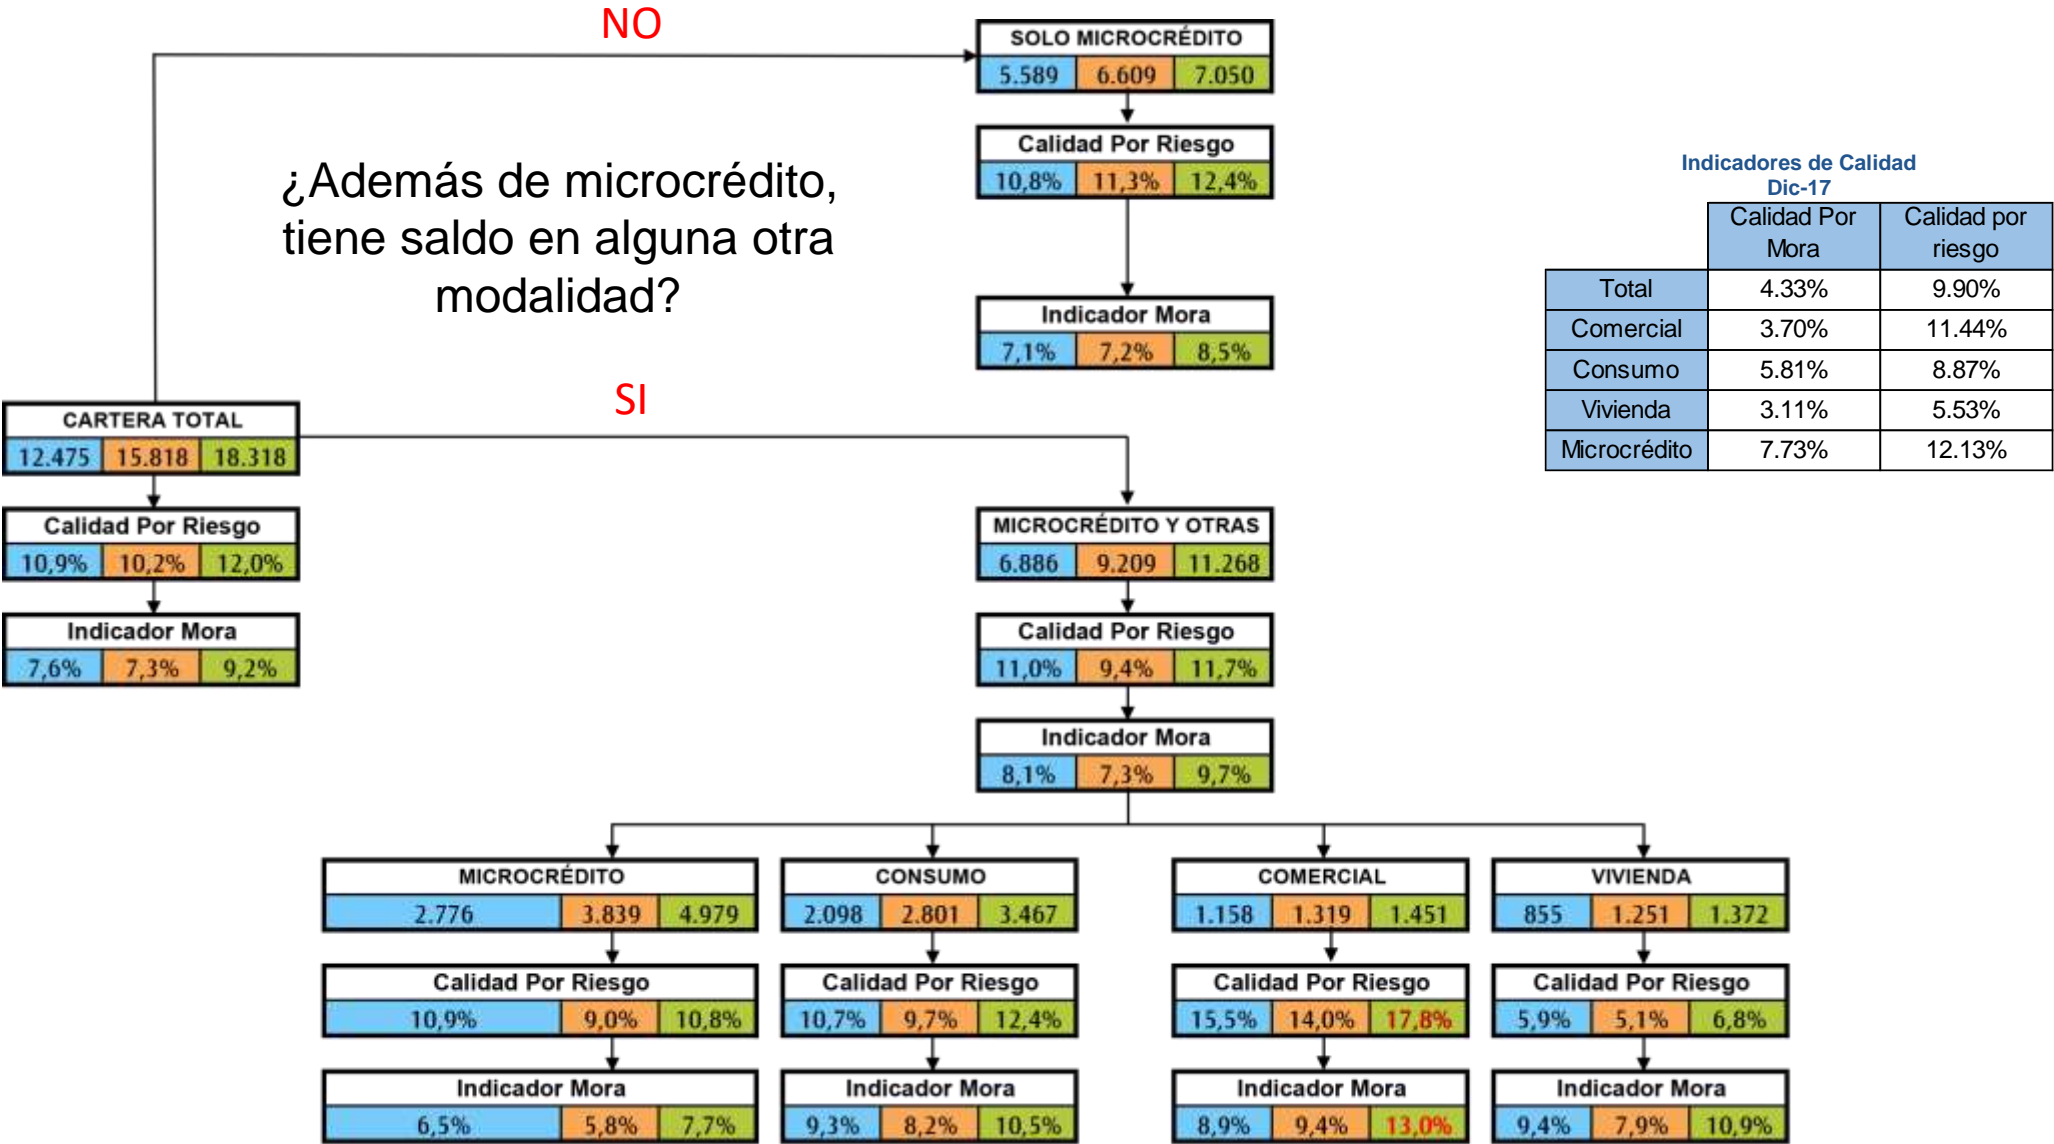 NO
SOLO MICROCRÉDITO
5.589 6.609 7.050
Calidad Por Riesgo
10,8% 11,3% 12,4%
Indicador Mora
7,1% 7,2% 8,5%
¿Además de microcrédito,
tiene saldo en alguna otra
modalidad?
Indicadores de Calidad
Dic-17
Calidad Por Mora Calidad por riesgo
Total 4.33% 9.90%
Comercial 3.70% 11.44%
Consumo 5.81% 8.87%
Vivienda 3.11% 5.53%
Microcrédito 7.73% 12.13%
SI
CARTERA TOTAL
12.475 15.818 18.318
Calidad Por Riesgo
10,9% 10,2% 12,0%
Indicador Mora
7,6% 7,3% 9,2%
MICROCRÉDITO Y OTRAS
6.886 9.209 11.268
Calidad Por Riesgo
11,0% 9,4% 11,7%
Indicador Mora
8,1% 7,3% 9,7%
MICROCRÉDITO
2.776 3.839 4.979
Calidad Por Riesgo
10,9% 9,0% 10,8%
Indicador Mora
6,5% 5,8% 7,7%
CONSUMO
2.098 2.801 3.467
Calidad Por Riesgo
10,7% 9,7% 12,4%
Indicador Mora
9,3% 8,2% 10,5%
COMERCIAL
1.158 1.319 1.451
Calidad Por Riesgo
15,5% 14,0% 17,8%
Indicador Mora
8,9% 9,4% 13,0%
VIVIENDA
855 1.251 1.372
Calidad Por Riesgo
5,9% 5,1% 6,8%
Indicador Mora
9,4% 7,9% 10,9%